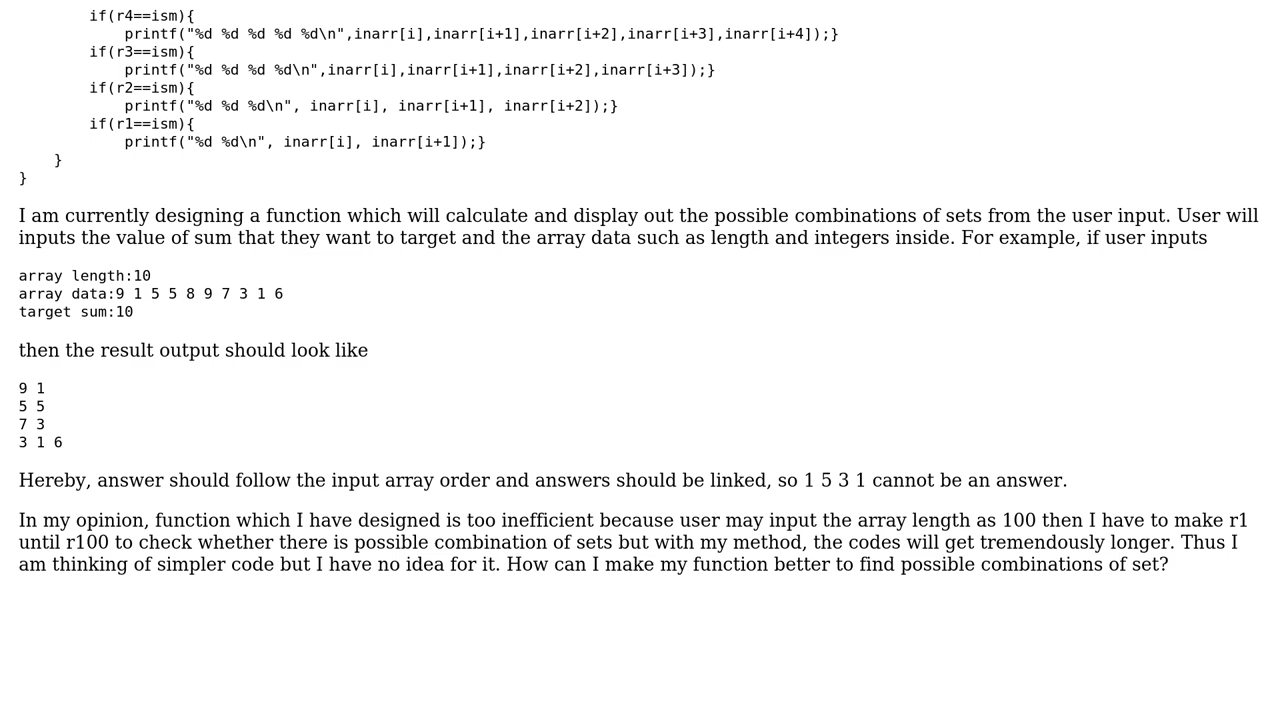 if(r4==ism){
            printf("%d %d %d %d %d\n",inarr[i],inarr[i+1],inarr[i+2],inarr[i+3],inarr[i+4]);}
        if(r3==ism){
            printf("%d %d %d %d\n",inarr[i],inarr[i+1],inarr[i+2],inarr[i+3]);}
        if(r2==ism){
            printf("%d %d %d\n", inarr[i], inarr[i+1], inarr[i+2]);}
        if(r1==ism){
            printf("%d %d\n", inarr[i], inarr[i+1]);}
    }
}
I am currently designing a function which will calculate and display out the possible combinations of sets from the user input. User will
inputs the value of sum that they want to target and the array data such as length and integers inside. For example, if user inputs
array length:10
array data:9 1 5 5 8 9 7 3 1 6
target sum:10
then the result output should look like
9 1
5 5
7 3
3 1 6
Hereby, answer should follow the input array order and answers should be linked, so 1 5 3 1 cannot be an answer.
In my opinion, function which I have designed is too inefficient because user may input the array length as 100 then I have to make r1
until r100 to check whether there is possible combination of sets but with my method, the codes will get tremendously longer. Thus I
am thinking of simpler code but I have no idea for it. How can I make my function better to find possible combinations of set?